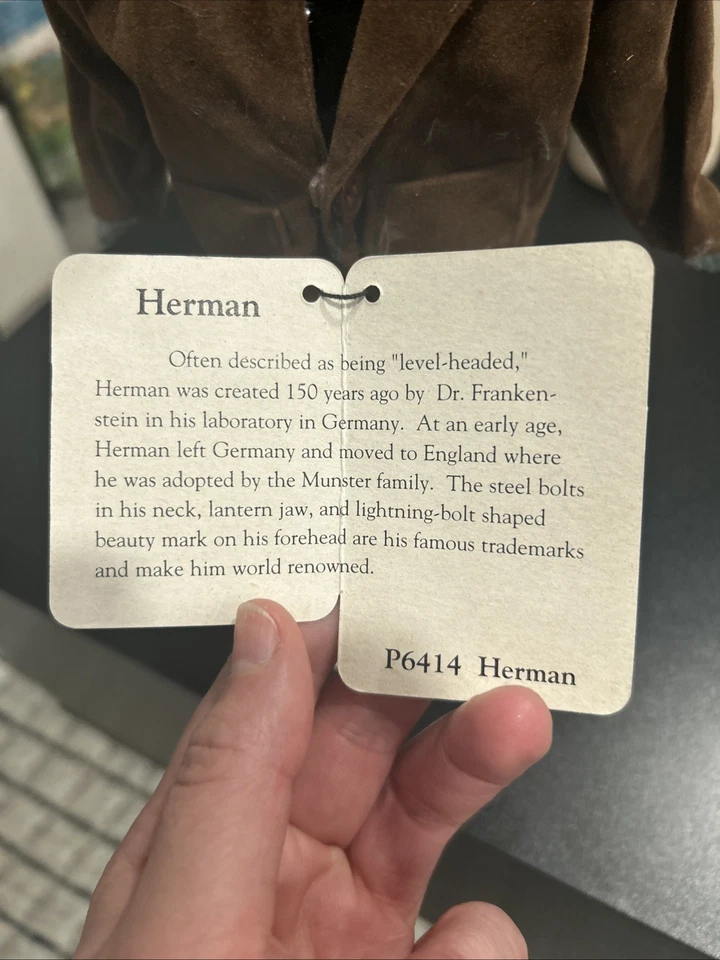 Herman
Often described as being "level-headed,"
Herman was created 150 years ago by Dr. Franken-
stein in his laboratory in Germany. At an early age,
Herman left Germany and moved to England where
he was adopted by the Munster family. The steel bolts
in his neck, lantern jaw, and lightning-bolt shaped
beauty mark on his forehead are his famous trademarks
and make him world renowned.
P6414 Herman